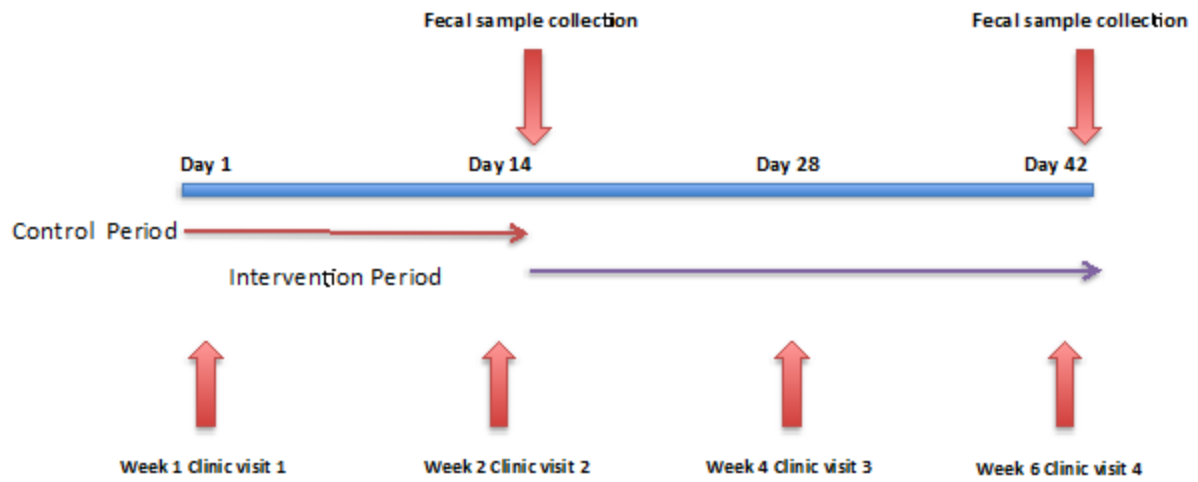 Fecal sample collection
Fecal sample collection
Day 1
Day 14
Day 28
Day 42
Control Period
Intervention Period
Week 1 Clinic visit 1
Week 2 Clinic visit 2
Week 4 Clinic visit 3
Week 6 Clinic visit 4